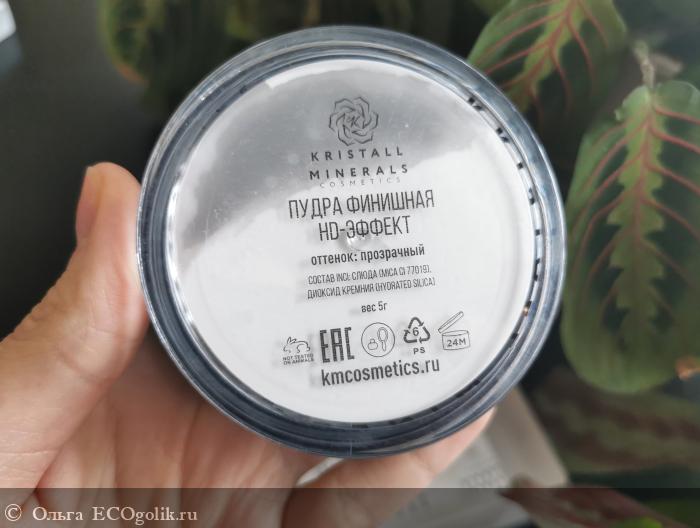 KRISTALL
MINERALS
COSMETICS
ПУДРА ФИНИШНАЯ
HD-ЭФФЕКТ
оттенок: прозрачный
СОСТАВ INCI: СЛЮДА (MICA CI 77019),
ДИОКСИД КРЕМНИЯ (HYDRATED SILICA)
вес 5г
NOT TESTED
ON ANIMALS
EAC
6
PS
24M
kmcosmetics.ru
© Ольга ECOgolik.ru